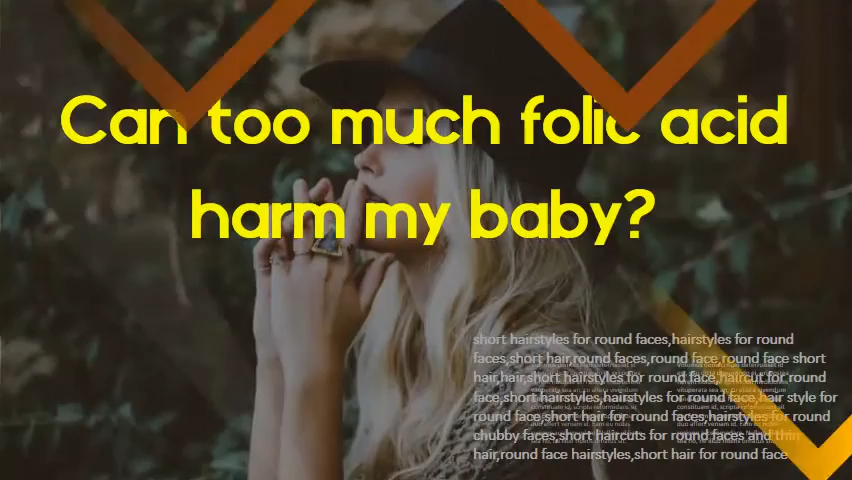 Can too much folic acid
harm my baby?
short hairstyles for round faces,hairstyles for round
faces,short hair,round faces,round face,round face short
hair,hair,short hairstyles for round face,haircut for round
face,short hairstyles,hairstyles for round face,hair style for
round face,short hair for round faces,hairstyles for round
chubby faces,short haircuts for round faces and thin
hair,round face hairstyles,short hair for round face